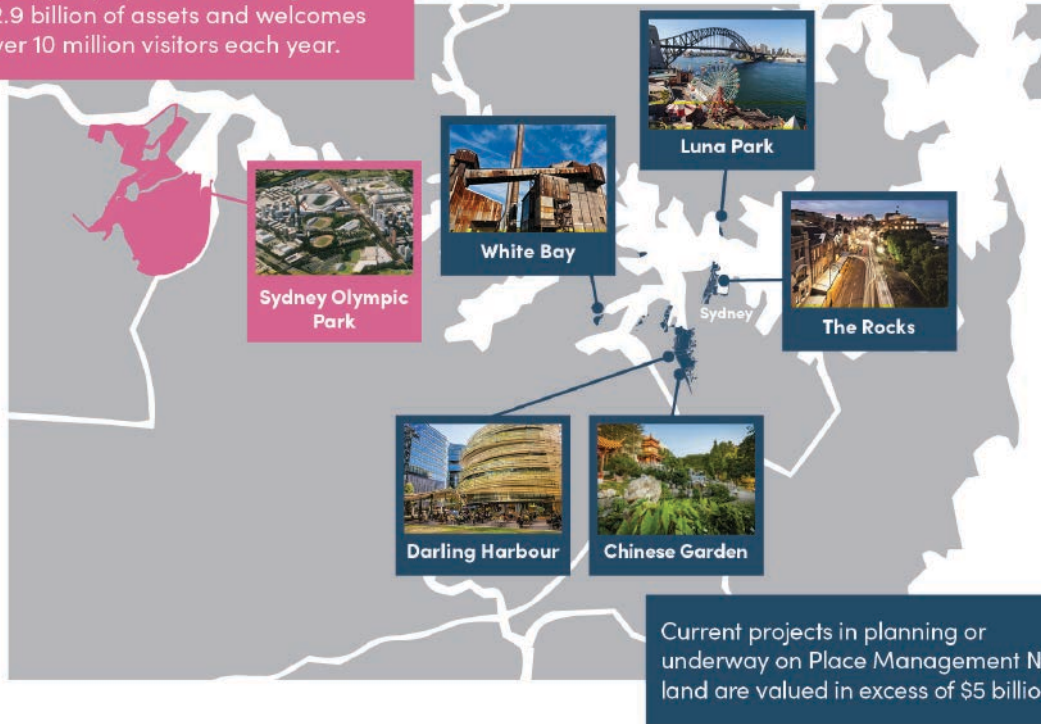 2.9 billion of assets and welcomes
over 10 million visitors each year.
Luna Park
White Bay
Sydney Olympic
Park
Sydney
The Rocks
Darling Harbour
Chinese Garden
Current projects in planning or
underway on Place Management
land are valued in excess of $5